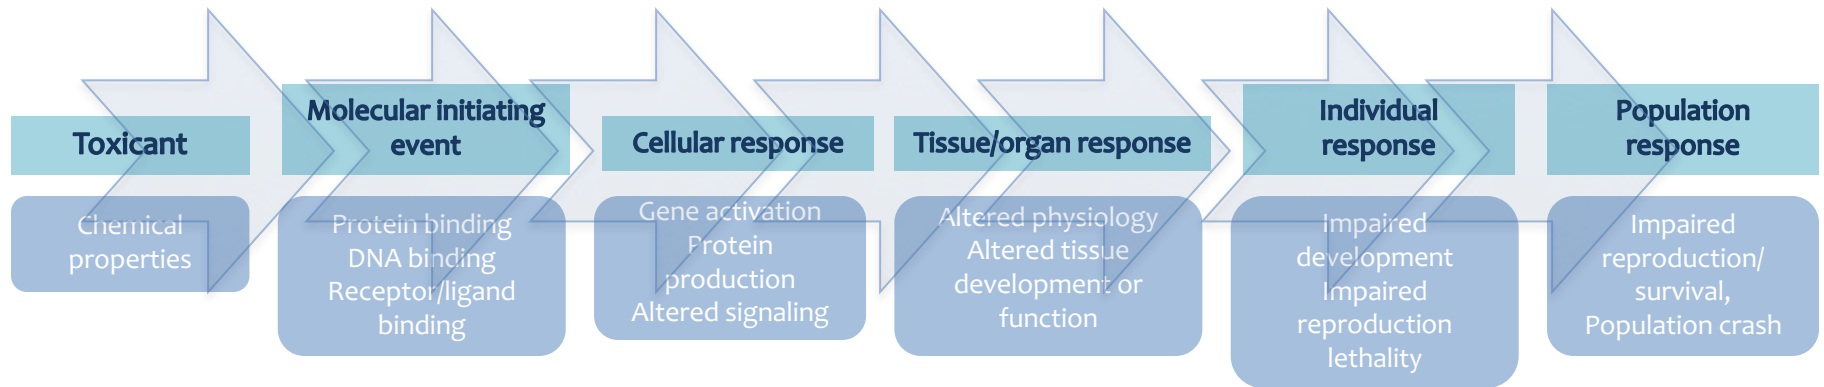 Toxicant
Chemical
properties
Molecular initiating
event
Protein binding
DNA binding
Receptor/ligand
binding
Cellular response
Gene activation
Protein
production
Altered signaling
Tissue/organ response
Altered physiology
Altered tissue
development or
function
Individual
response
Impaired
development
Impaired
reproduction
lethality
Population
response
Impaired
reproduction/
survival,
Population crash